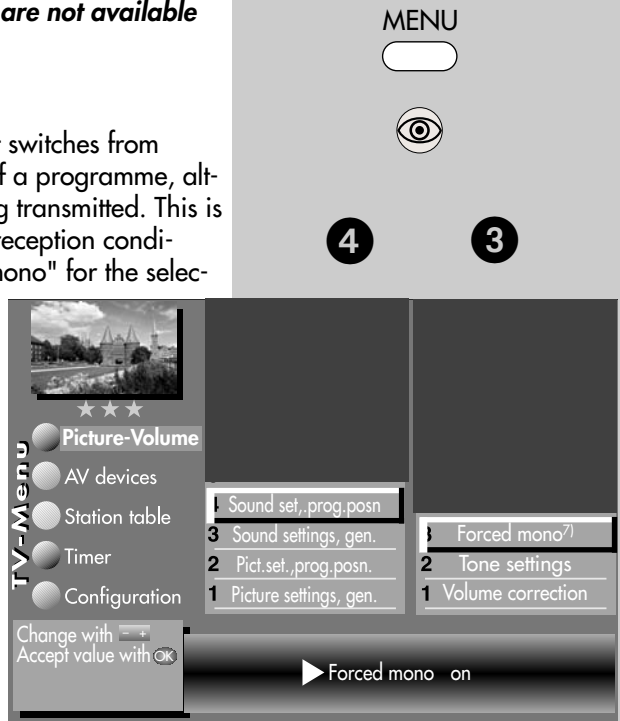 are not available
MENU
switches from
f a programme, alt-
g transmitted. This is
reception condi-
nono" for the selec-
4
3
TV-Menu
Picture-Volume
AV devices
Station table
Timer
Configuration
4 Sound set,.prog.posn
3 Sound settings, gen.
2 Pict.set.,prog.posn.
1 Picture settings, gen.
3 Forced mono7)
2 Tone settings
1 Volume correction
Change with - +
Accept value with OK
Forced mono on